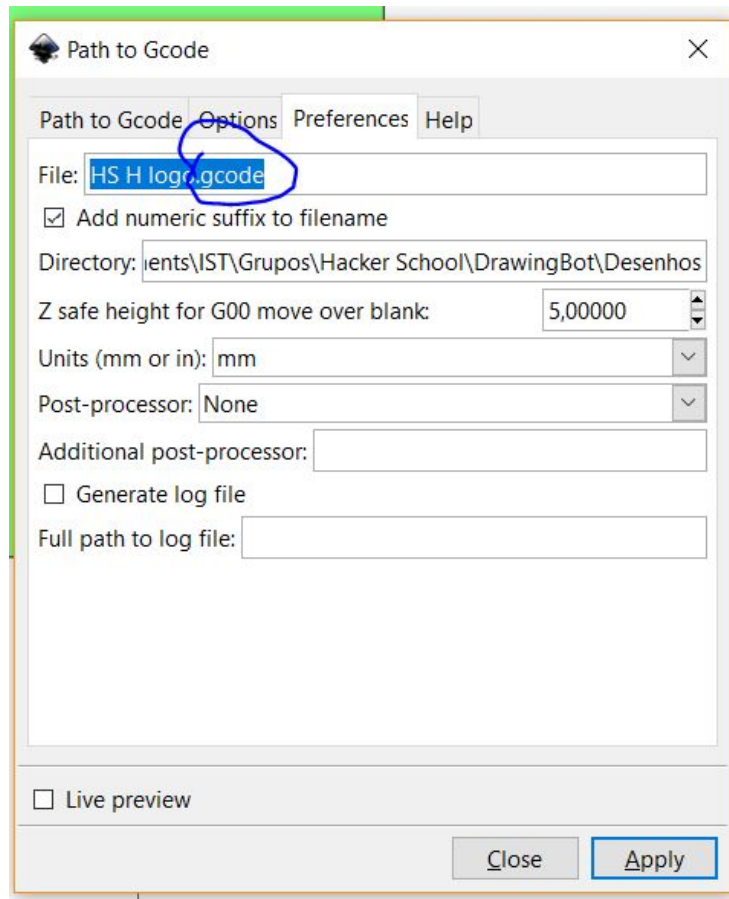 Path to Gcode
Path to Gcode Options Preferences Help
File: HS H logo.gcode
Add numeric suffix to filename
Directory: ents\IST\Grupos\Hacker School\DrawingBot\Desenhos
Z safe height for G00 move over blank: 5,00000
Units (mm or in): mm
Post-processor: None
Additional post-processor:
Generate log file
Full path to log file:
Live preview
Close Apply